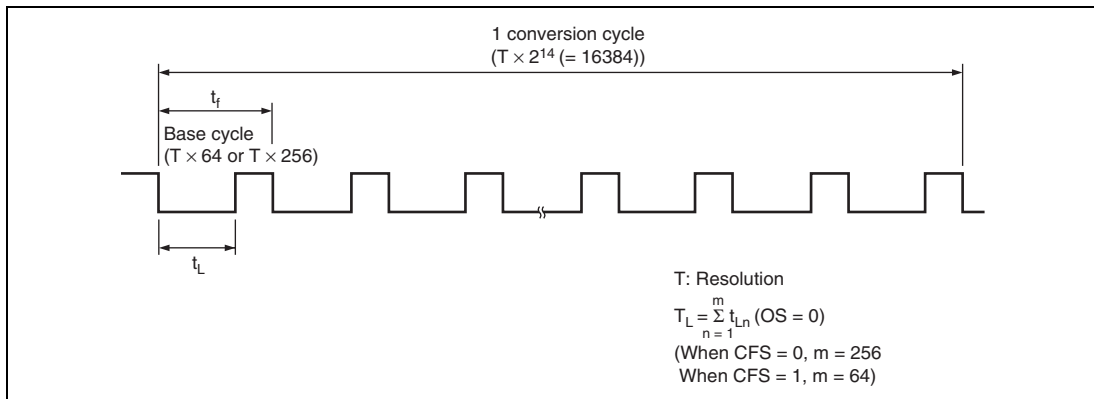 1 conversion cycle
(T × 2¹⁴ (= 16384))
t_f
Base cycle
(T × 64 or T × 256)
t_L
T: Resolution
m
T_L = Σ t_Ln (OS = 0)
n = 1
(When CFS = 0, m = 256
When CFS = 1, m = 64)